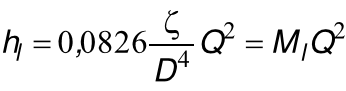 h_l = 0,0826 ζ/D⁴ Q² = M_l Q²